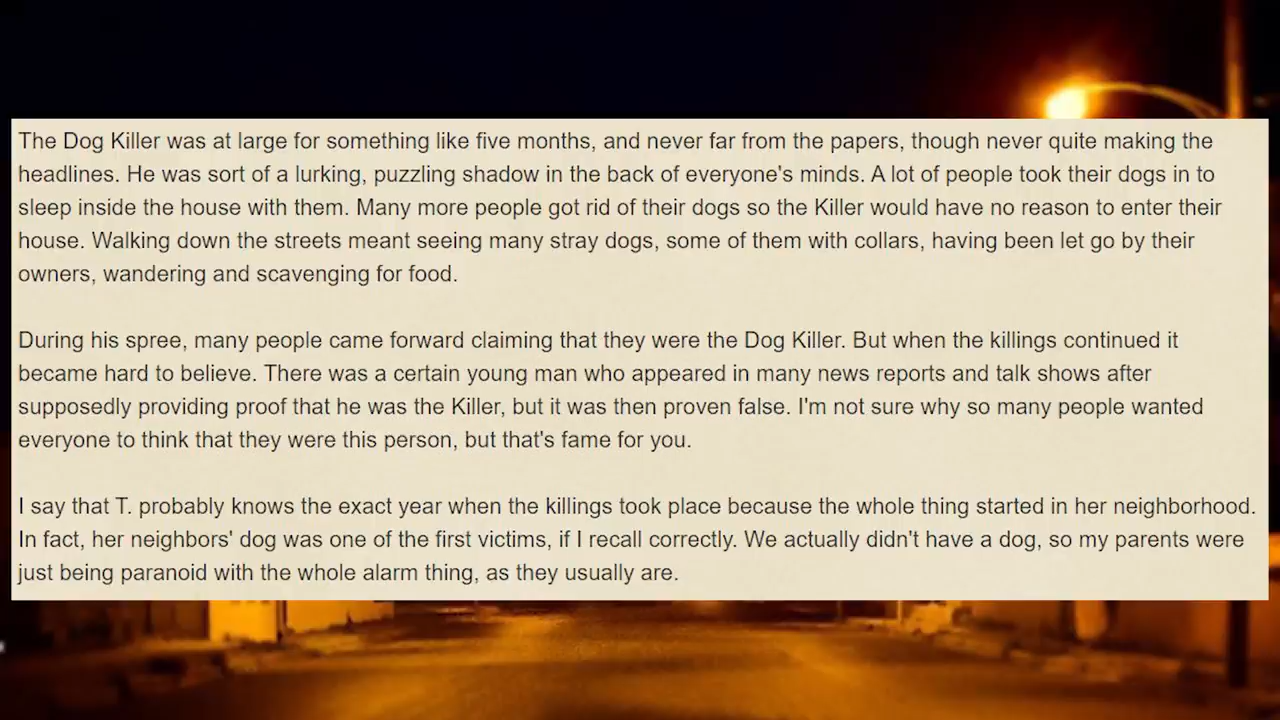 The Dog Killer was at large for something like five months, and never far from the papers, though never quite making the
headlines. He was sort of a lurking, puzzling shadow in the back of everyone's minds. A lot of people took their dogs in to
sleep inside the house with them. Many more people got rid of their dogs so the Killer would have no reason to enter their
house. Walking down the streets meant seeing many stray dogs, some of them with collars, having been let go by their
owners, wandering and scavenging for food.
During his spree, many people came forward claiming that they were the Dog Killer. But when the killings continued it
became hard to believe. There was a certain young man who appeared in many news reports and talk shows after
supposedly providing proof that he was the Killer, but it was then proven false. I'm not sure why so many people wanted
everyone to think that they were this person, but that's fame for you.
I say that T. probably knows the exact year when the killings took place because the whole thing started in her neighborhood.
In fact, her neighbors' dog was one of the first victims, if I recall correctly. We actually didn't have a dog, so my parents were
just being paranoid with the whole alarm thing, as they usually are.